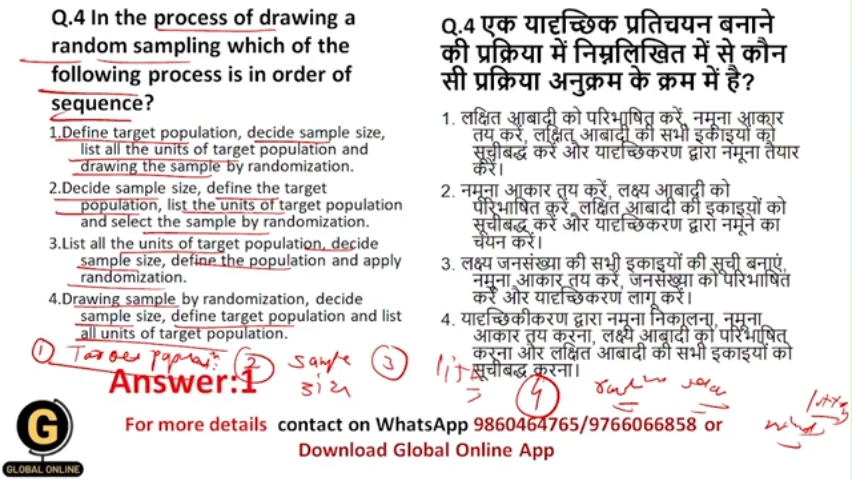 Q.4 In the process of drawing a
random sampling which of the
following process is in order of
sequence?
1.Define target population, decide sample size,
list all the units of target population and
drawing the sample by randomization.
2.Decide sample size, define the target
population, list the units of target population
and select the sample by randomization.
3.List all the units of target population, decide
sample size, define the population and apply
randomization.
4.Drawing sample by randomization, decide
sample size, define target population and list
all units of target population.
Q.4 एक यादृच्छिक प्रतिचयन बनाने
की प्रक्रिया में निम्नलिखित में से कौन
सी प्रक्रिया अनुक्रम के क्रम में है?
1. लक्षित आबादी को परिभाषित करें, नमूना आकार
तय करें, लक्षित आबादी की सभी इकाइयों को
सूचीबद्ध करें और यादृच्छिकरण द्वारा नमूना तैयार
करें।
2. नमूना आकार तय करें, लक्ष्य आबादी को
परिभाषित करें, लक्षित आबादी की इकाइयों को
सूचीबद्ध करें और यादृच्छिकरण द्वारा नमूने का
चयन करें।
3. लक्ष्य जनसंख्या की सभी इकाइयों की सूची बनाएं,
नमूना आकार तय करें, जनसंख्या को परिभाषित
करें और यादृच्छिकरण लागू करें।
4. यादृच्छिकीकरण द्वारा नमूना निकालना, नमूना
आकार तय करना, लक्ष्य आबादी को परिभाषित
करना और लक्षित आबादी की सभी इकाइयों को
सूचीबद्ध करना।
1 Target 2 sample 3
size 4
Answer:1
For more details contact on WhatsApp 9860464765/9766066858 or
Download Global Online App
G
GLOBAL ONLINE